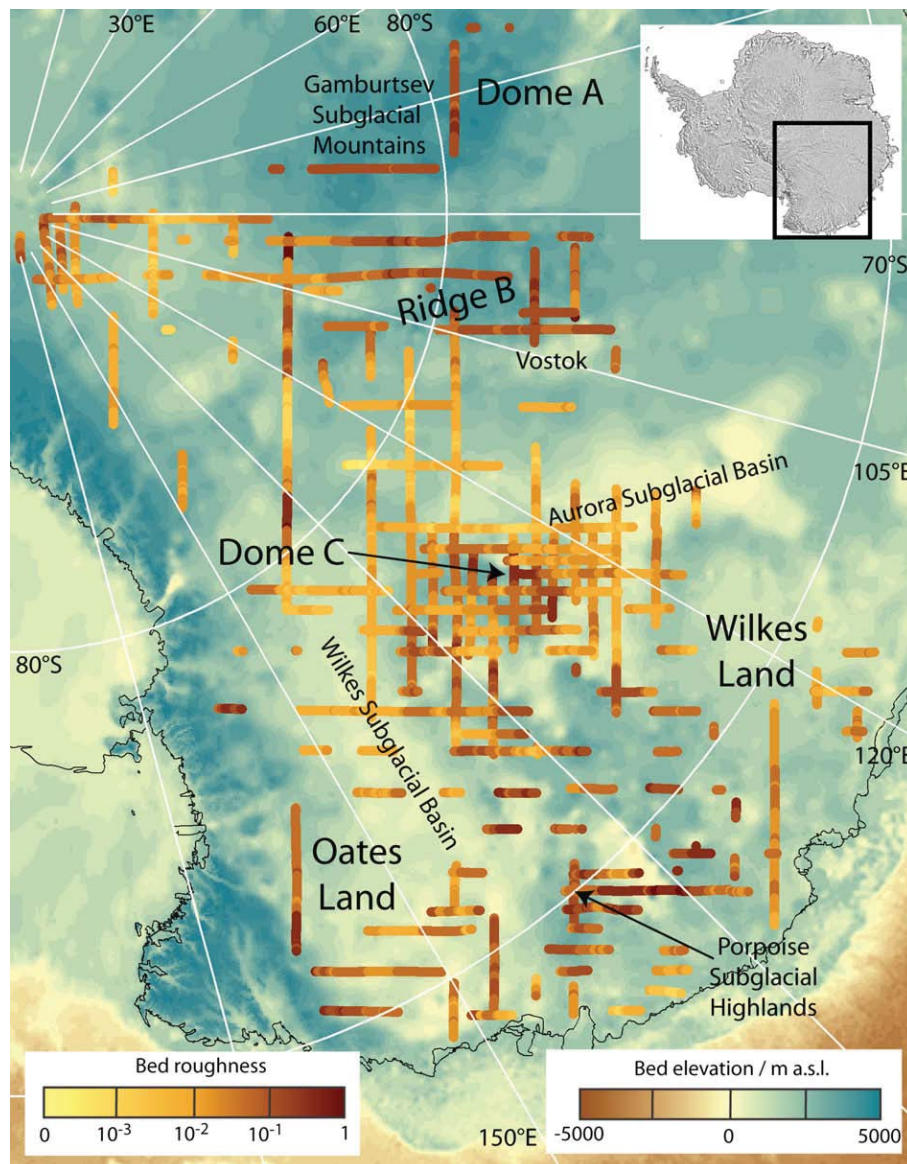 30°E
60°E
80°S
Gamburtsev
Subglacial
Mountains
Dome A
70°S
Ridge B
Vostok
105°E
Aurora Subglacial Basin
Dome C
Wilkes
Land
80°S
Wilkes Subglacial Basin
120°E
Oates
Land
Porpoise
Subglacial
Highlands
Bed roughness
0 10-3 10-2 10-1 1
150°E
Bed elevation / m a.s.l.
-5000 0 5000